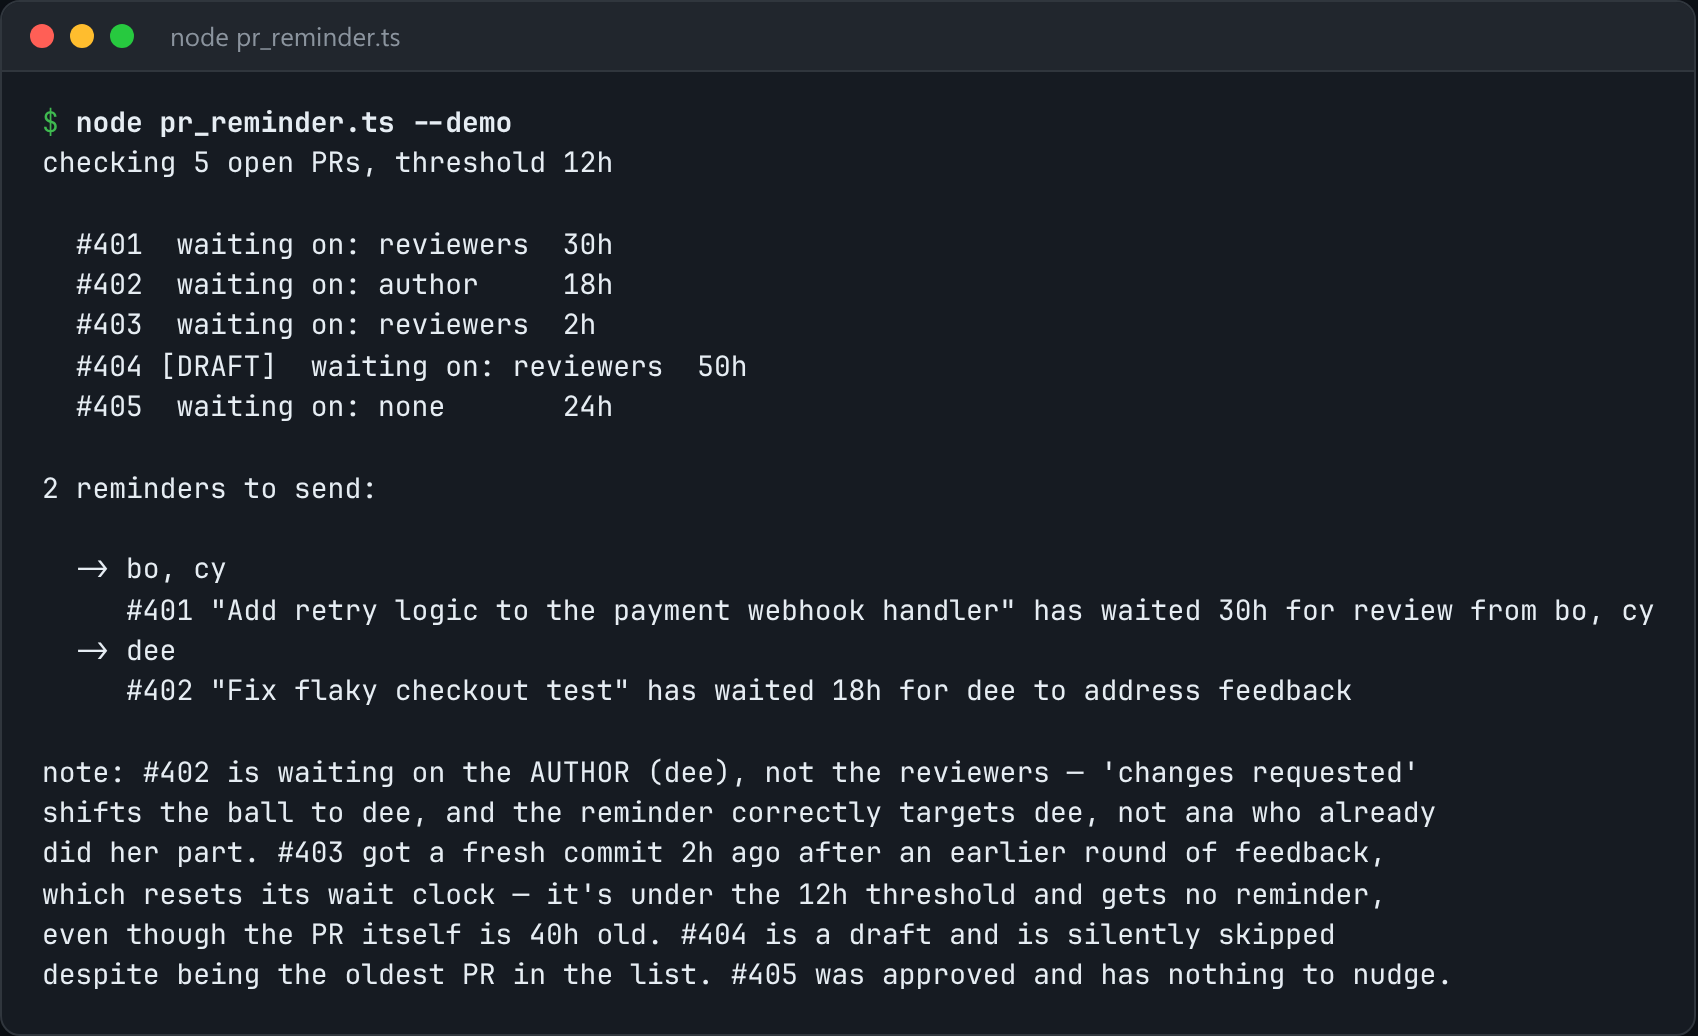 node pr_reminder.ts
$ node pr_reminder.ts --demo
checking 5 open PRs, threshold 12h
#401  waiting on: reviewers  30h
#402  waiting on: author     18h
#403  waiting on: reviewers  2h
#404 [DRAFT]  waiting on: reviewers  50h
#405  waiting on: none       24h
2 reminders to send:
→ bo, cy
#401 "Add retry logic to the payment webhook handler" has waited 30h for review from bo, cy
→ dee
#402 "Fix flaky checkout test" has waited 18h for dee to address feedback
note: #402 is waiting on the AUTHOR (dee), not the reviewers — 'changes requested'
shifts the ball to dee, and the reminder correctly targets dee, not ana who already
did her part. #403 got a fresh commit 2h ago after an earlier round of feedback,
which resets its wait clock — it's under the 12h threshold and gets no reminder,
even though the PR itself is 40h old. #404 is a draft and is silently skipped
despite being the oldest PR in the list. #405 was approved and has nothing to nudge.